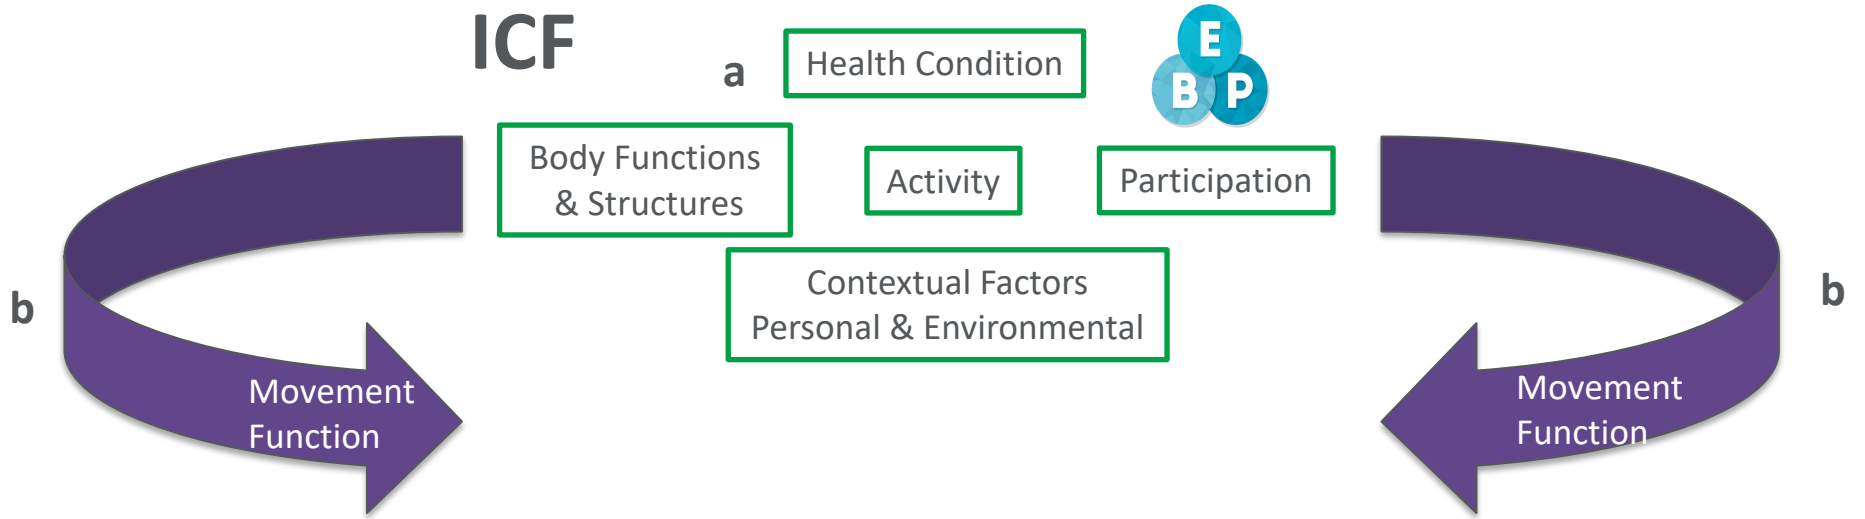 ICF
a
Health Condition
E
B P
Body Functions
& Structures
Activity
Participation
Contextual Factors
Personal & Environmental
b
b
Movement
Function
Movement
Function